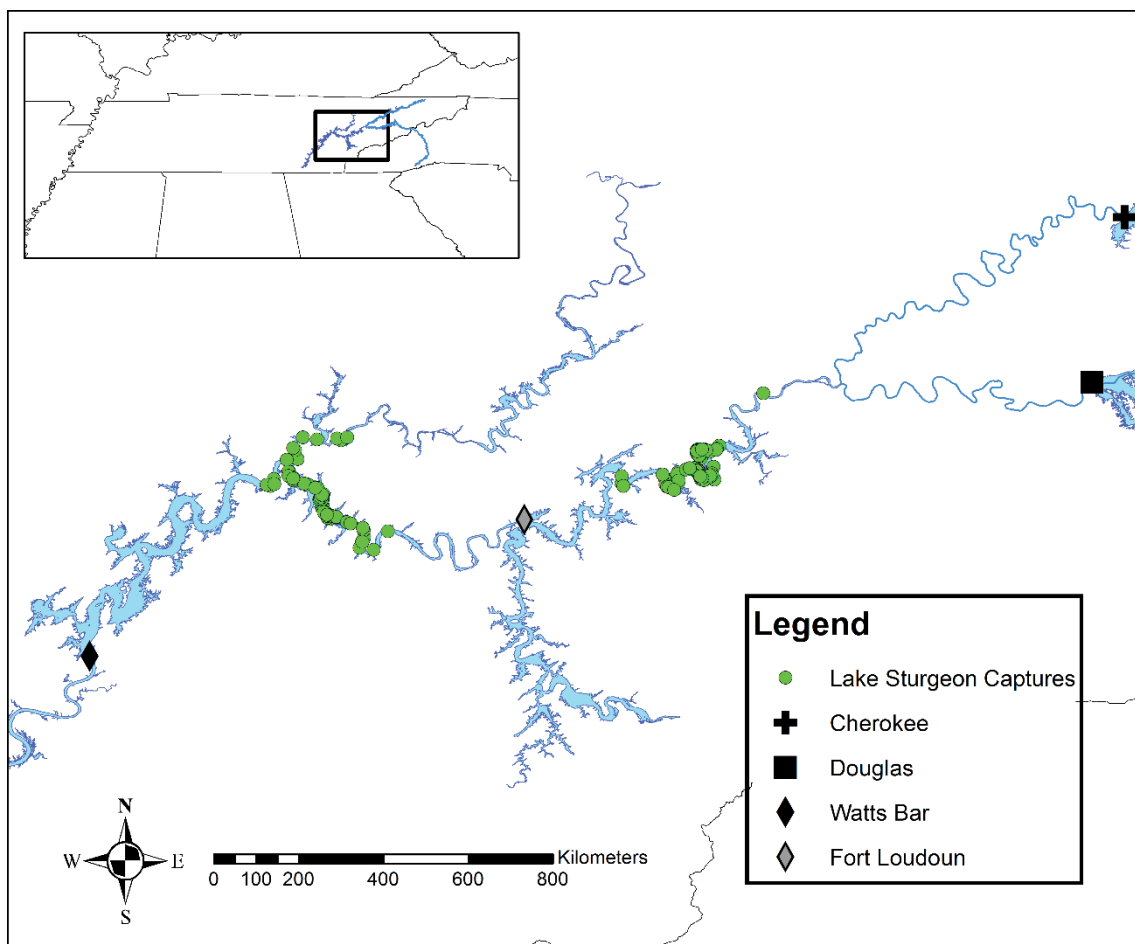 Legend
Lake Sturgeon Captures
Cherokee
Douglas
Watts Bar
Fort Loudoun
N
W E
S
Kilometers
0 100 200 400 600 800